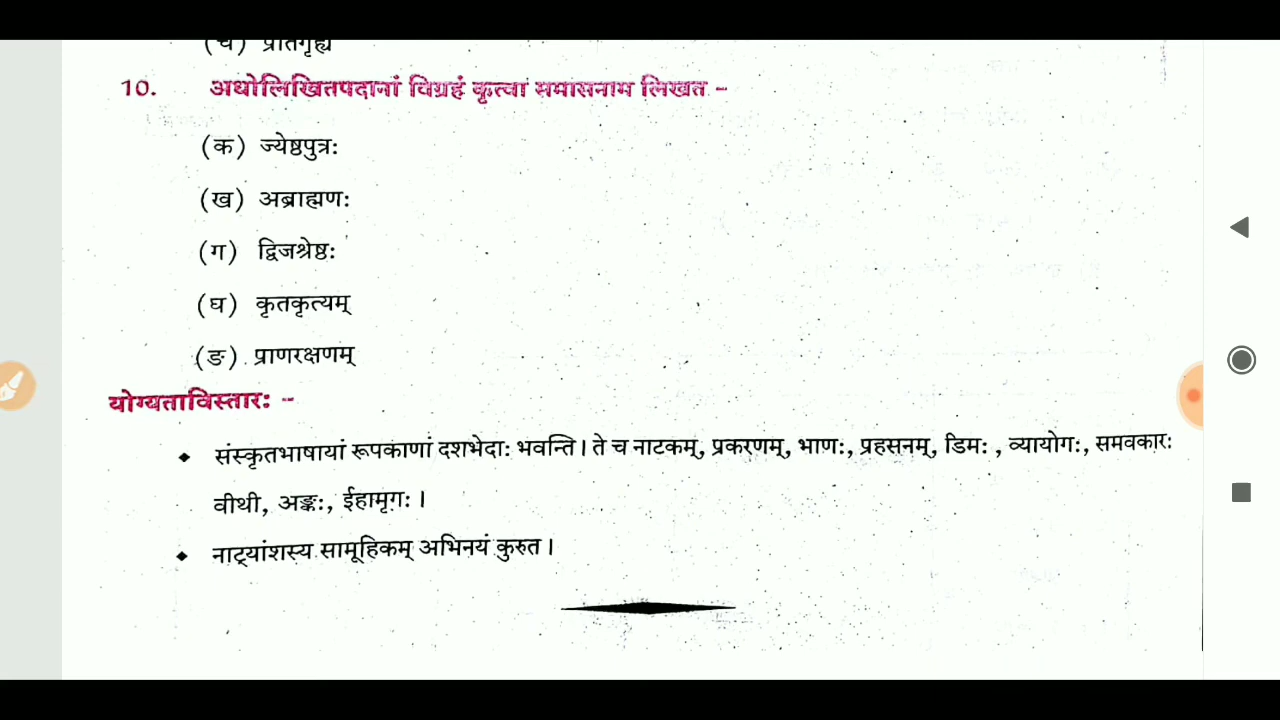 (च) प्रतिगृह्य
10. अधोलिखितपदानां विग्रहं कृत्वा समासनाम लिखत -
(क) ज्येष्ठपुत्रः
(ख) अब्राह्मणः
(ग) द्विजश्रेष्ठः
(घ) कृतकृत्यम्
(ङ) प्राणरक्षणम्
योग्यताविस्तारः -
◆ संस्कृतभाषायां रूपकाणां दशभेदाः भवन्ति। ते च नाटकम्, प्रकरणम्, भाणः, प्रहसनम्, डिमः , व्यायोगः, समवकारः
वीथी, अङ्कः, ईहामृगः ।
◆ नाट्यांशस्य सामूहिकम् अभिनयं कुरुत ।